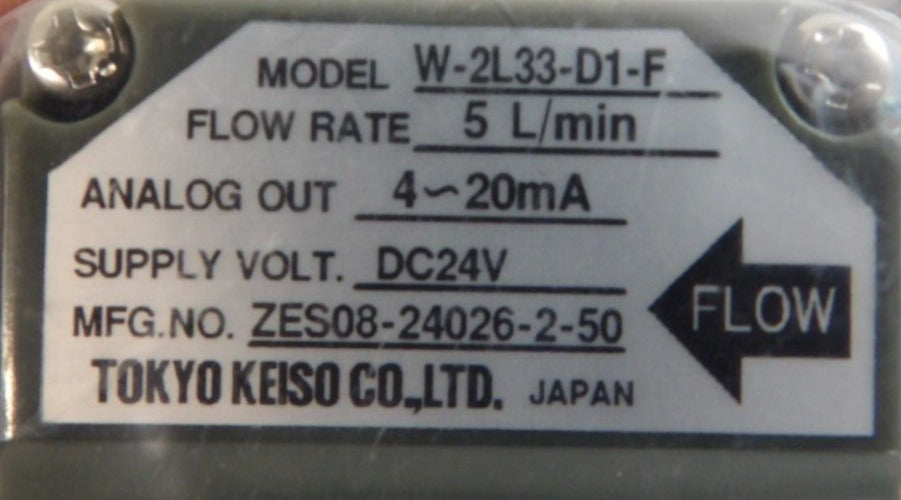 MODEL W-2L33-D1-F
FLOW RATE 5 L/min
ANALOG OUT 4~20mA
SUPPLY VOLT. DC24V
MFG.NO. ZES08-24026-2-50
TOKYO KEISO CO.,LTD. JAPAN
FLOW